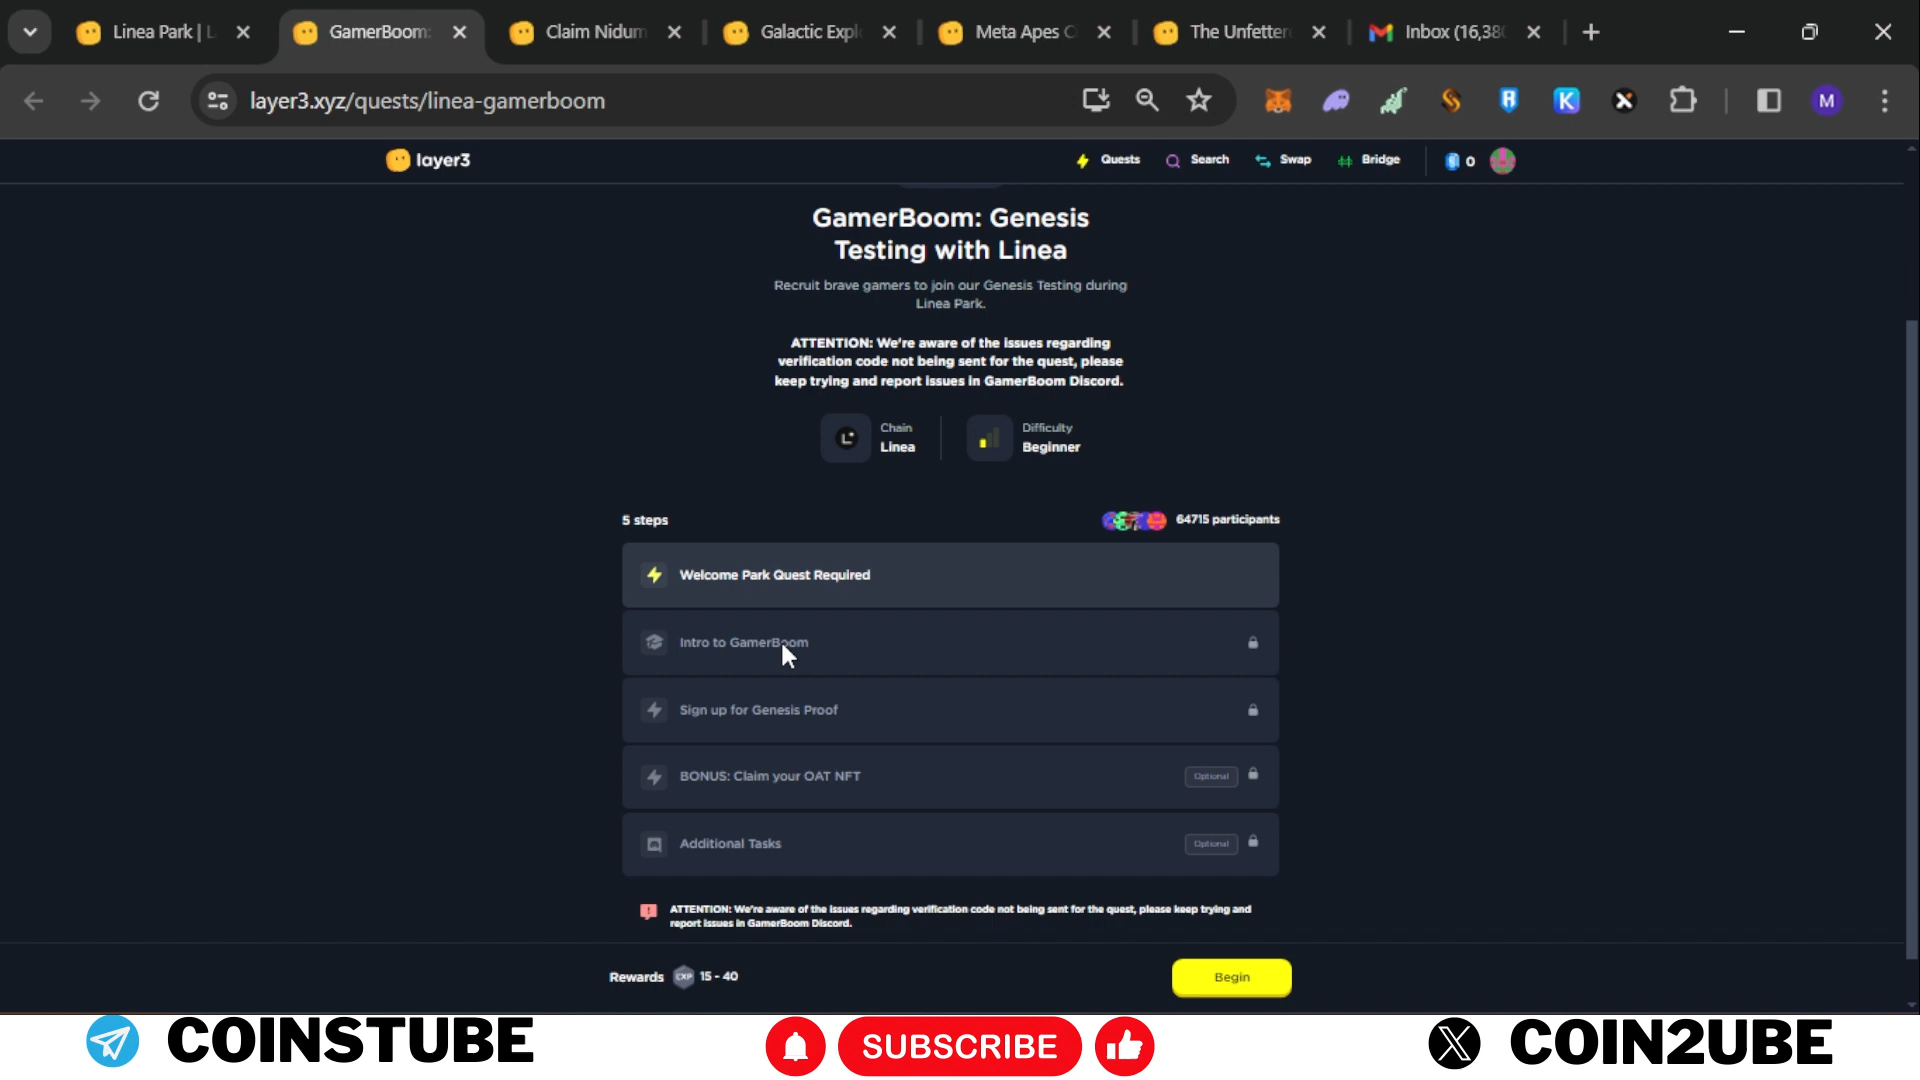 Linea Park | L
GamerBoom:
Claim Nidum
Galactic Expl
Meta Apes O
The Unfetter
Inbox (16,380
layer3.xyz/quests/linea-gamerboom
K
M
layer3
Quests
Search
Swap
Bridge
0
GamerBoom: Genesis
Testing with Linea
Recruit brave gamers to join our Genesis Testing during
Linea Park.
ATTENTION: We're aware of the issues regarding
verification code not being sent for the quest, please
keep trying and report issues in GamerBoom Discord.
Chain
Linea
Difficulty
Beginner
5 steps
64715 participants
Welcome Park Quest Required
Intro to GamerBoom
Sign up for Genesis Proof
BONUS: Claim your OAT NFT
Optional
Additional Tasks
Optional
ATTENTION: We're aware of the issues regarding verification code not being sent for the quest, please keep trying and
report issues in GamerBoom Discord.
Rewards EXP 15 - 40
Begin
COINSTUBE
SUBSCRIBE
COIN2UBE